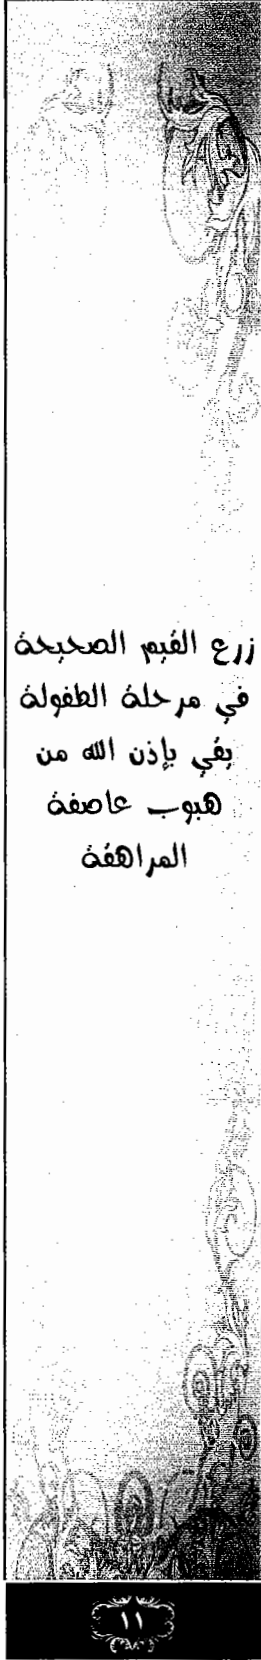 زرع القيم الصحيحة
في مرحلة الطفولة
يقي بإذن الله من
هبوب عاصفة
المراهقة
١١